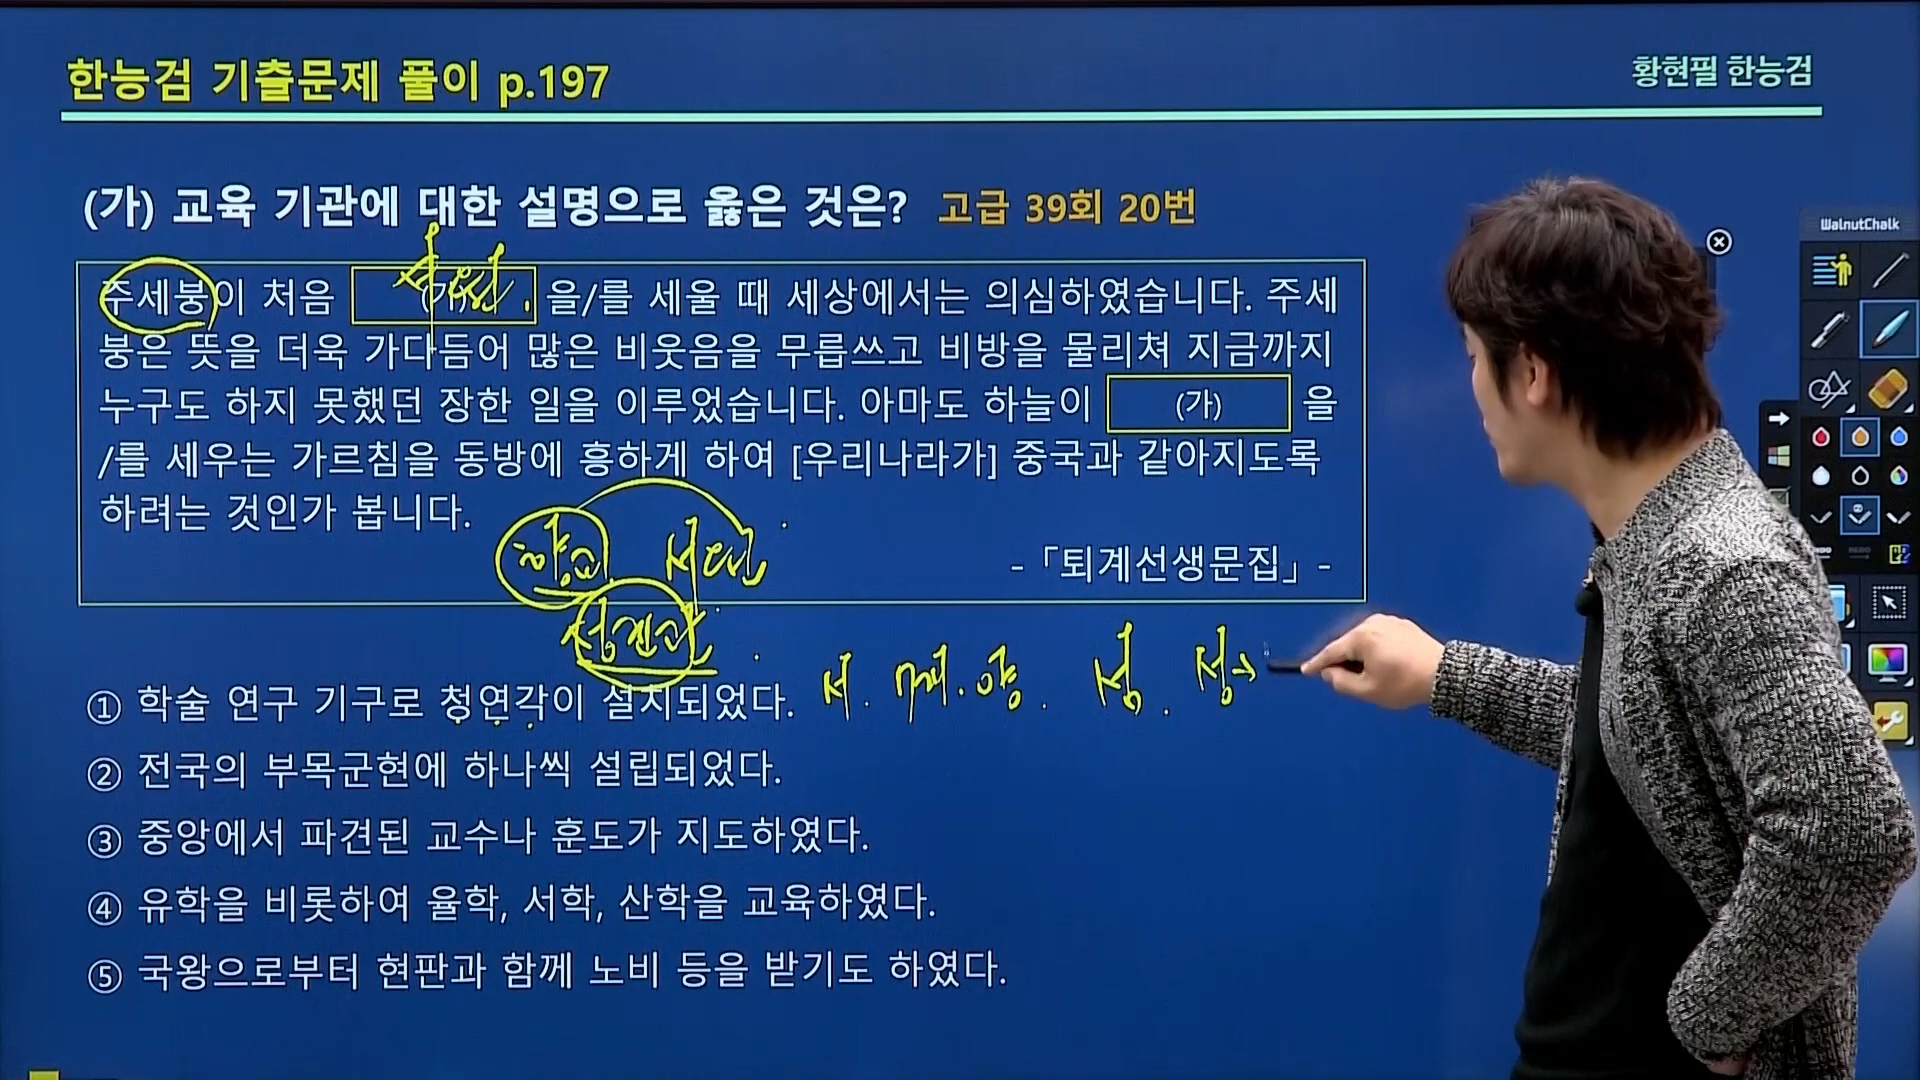 한능검 기출문제 풀이 p.197
황현필 한능검
(가) 교육 기관에 대한 설명으로 옳은 것은? 고급 39회 20번
주세붕이 처음 (가) 을/를 세울 때 세상에서는 의심하였습니다. 주세
서원
붕은 뜻을 더욱 가다듬어 많은 비웃음을 무릅쓰고 비방을 물리쳐 지금까지
누구도 하지 못했던 장한 일을 이루었습니다. 아마도 하늘이 (가) 을
/를 세우는 가르침을 동방에 흥하게 하여 [우리나라가] 중국과 같아지도록
하려는 것인가 봅니다.
향교 서원
-「퇴계선생문집」-
성균관
① 학술 연구 기구로 청연각이 설치되었다.
② 전국의 부목군현에 하나씩 설립되었다.
③ 중앙에서 파견된 교수나 훈도가 지도하였다.
④ 유학을 비롯하여 율학, 서학, 산학을 교육하였다.
⑤ 국왕으로부터 현판과 함께 노비 등을 받기도 하였다.
WalnutChalk